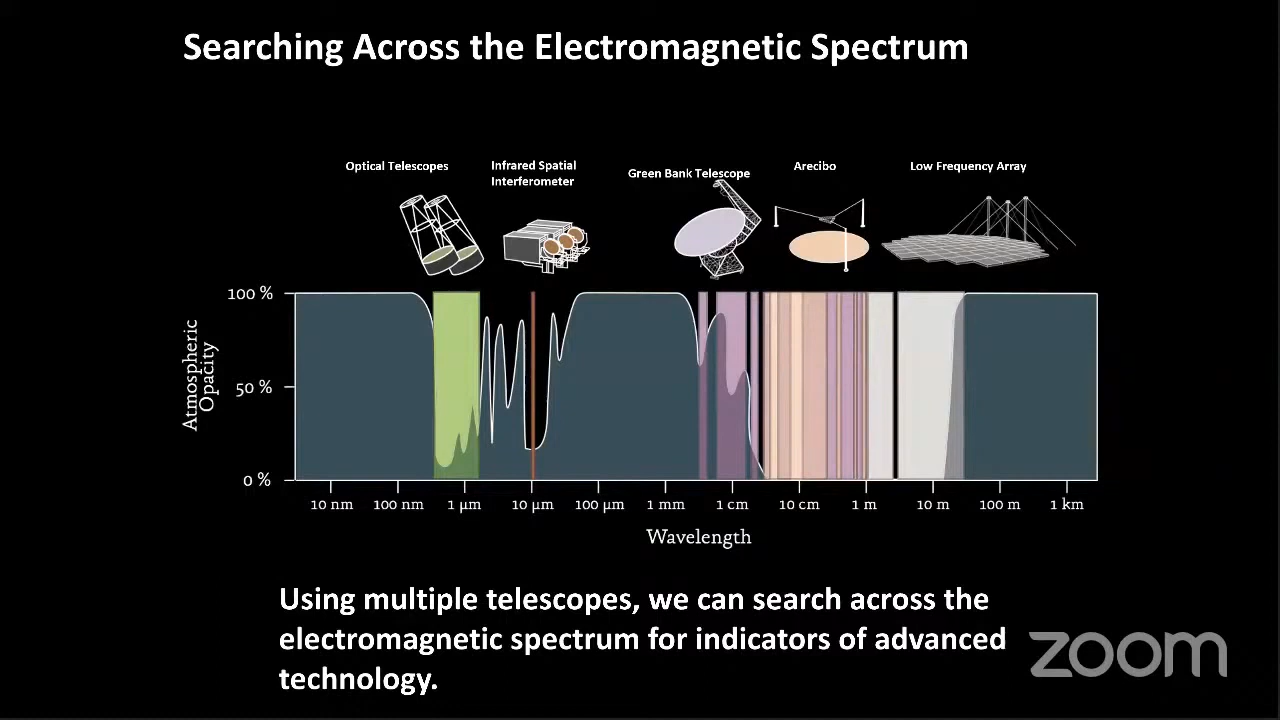 Searching Across the Electromagnetic Spectrum
Optical Telescopes
Infrared Spatial
Interferometer
Green Bank Telescope
Arecibo
Low Frequency Array
100 %
50 %
0 %
Atmospheric
Opacity
10 nm
100 nm
1 µm
10 µm
100 µm
1 mm
1 cm
10 cm
1 m
10 m
100 m
1 km
Wavelength
Using multiple telescopes, we can search across the
electromagnetic spectrum for indicators of advanced
technology.
zoom